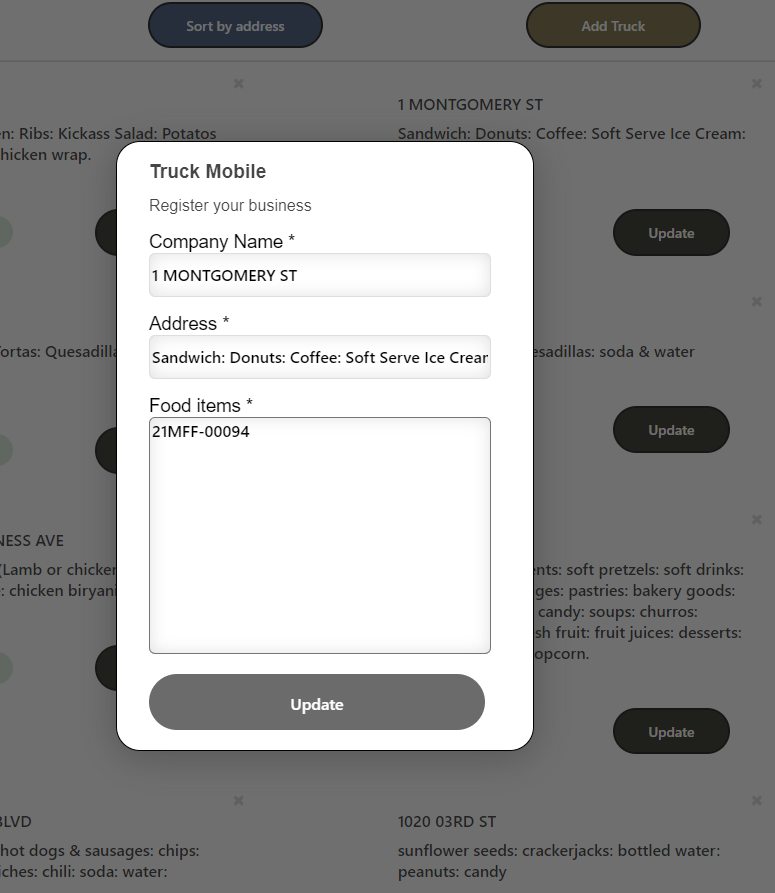 Sort by address
Add Truck
1 MONTGOMERY ST
en: Ribs: Kickass Salad: Potatos
hicken wrap.
Sandwich: Donuts: Coffee: Soft Serve Ice Cream:
Update
Truck Mobile
Register your business
Company Name *
1 MONTGOMERY ST
Address *
Sandwich: Donuts: Coffee: Soft Serve Ice Crear
Food items *
21MFF-00094
Update
ortas: Quesadilla
esadillas: soda & water
Update
NESS AVE
(Lamb or chicken
: chicken biryani
nts: soft pretzels: soft drinks:
ges: pastries: bakery goods:
candy: soups: churros:
sh fruit: fruit juices: desserts:
opcorn.
Update
BLVD
hot dogs & sausages: chips:
iches: chili: soda: water:
1020 03RD ST
sunflower seeds: crackerjacks: bottled water:
peanuts: candy